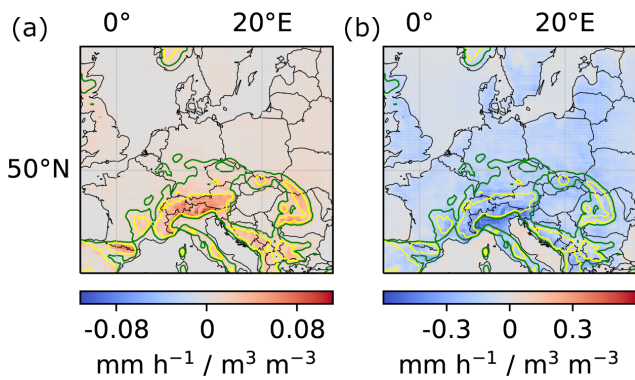 (a) 0° 20°E (b) 0° 20°E
50°N
-0.08 0 0.08 -0.3 0 0.3
mm h⁻¹ / m³ m⁻³ mm h⁻¹ / m³ m⁻³